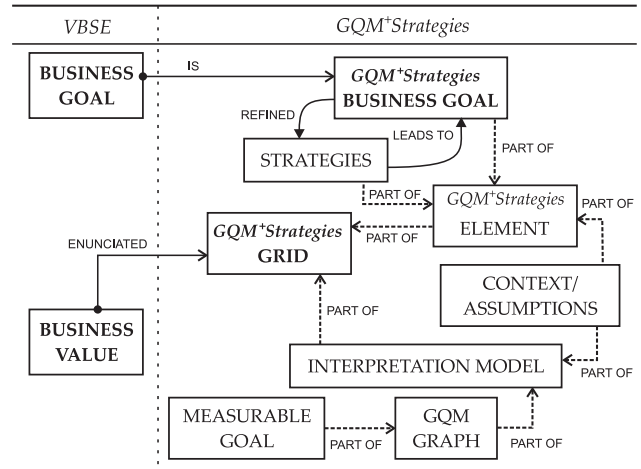 VBSE
GQM+Strategies
BUSINESS
GOAL
IS
GQM+Strategies
BUSINESS GOAL
REFINED
LEADS TO
STRATEGIES
PART OF
PART OF
GQM+Strategies
ELEMENT
PART OF
PART OF
ENUNCIATED
GQM+Strategies
GRID
CONTEXT/
ASSUMPTIONS
PART OF
PART OF
BUSINESS
VALUE
INTERPRETATION MODEL
MEASURABLE
GOAL
PART OF
GQM
GRAPH
PART OF